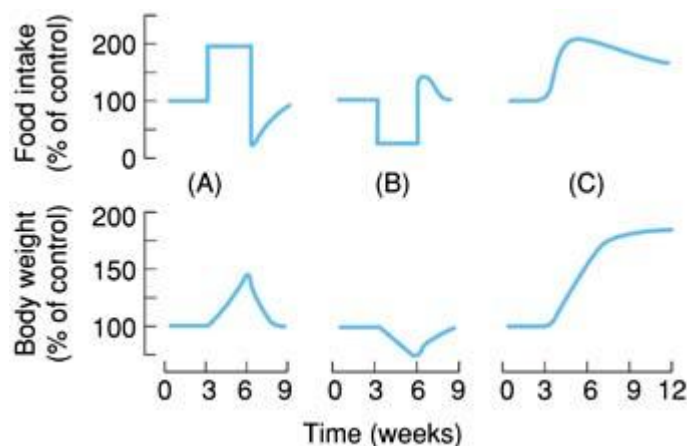 Food intake
(% of control)
200
100
0
(A)
(B)
(C)
Body weight
(% of control)
200
150
100
0 3 6 9
0 3 6 9
0 3 6 9 12
Time (weeks)